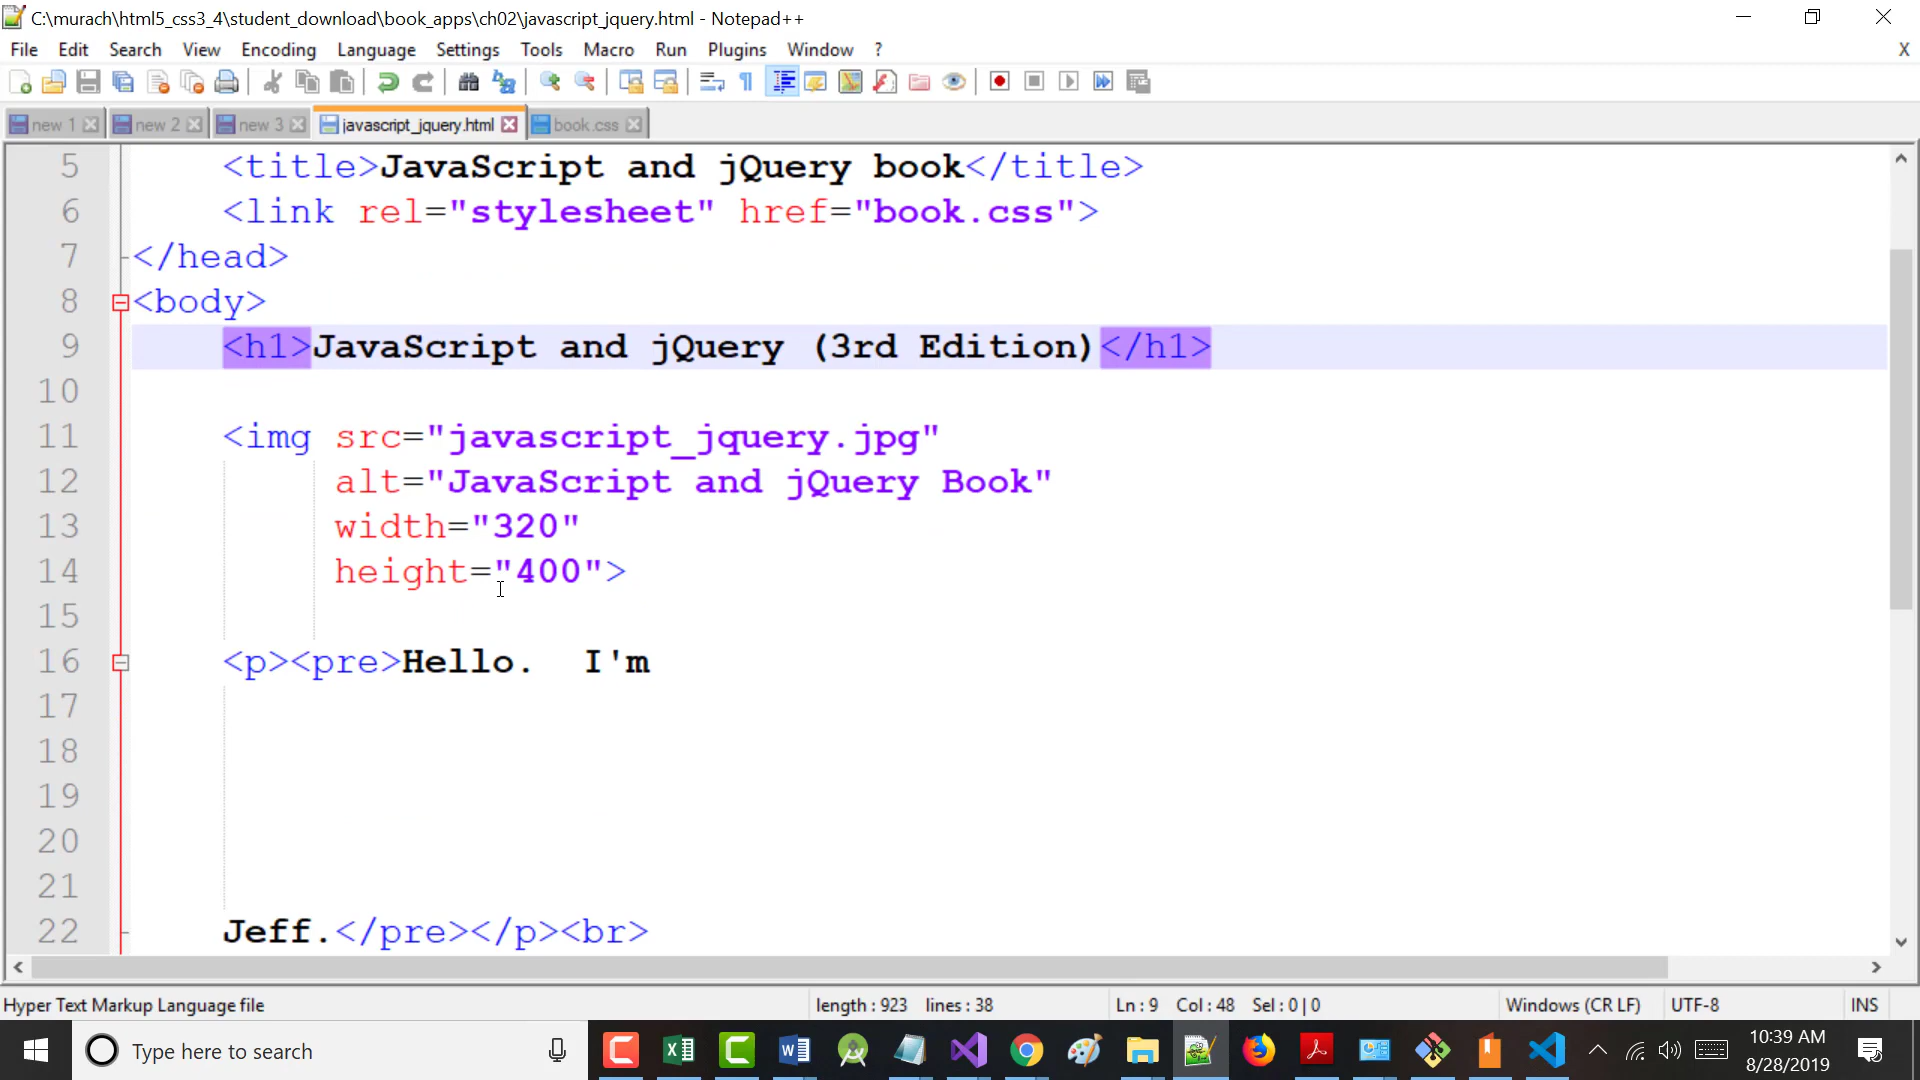 C:\murach\html5_css3_4\student_download\book_apps\ch02\javascript_jquery.html - Notepad++
File Edit Search View Encoding Language Settings Tools Macro Run Plugins Window ? X
new 1 new 2 new 3 javascript_jquery.html book.css
5 <title>JavaScript and jQuery book</title>
6 <link rel="stylesheet" href="book.css">
7 </head>
8 <body>
9 <h1>JavaScript and jQuery (3rd Edition)</h1>
10
11 <img src="javascript_jquery.jpg"
12 alt="JavaScript and jQuery Book"
13 width="320"
14 height="400">
15
16 <p><pre>Hello.  I'm
17
18
19
20
21
22 Jeff.</pre></p><br>
Hyper Text Markup Language file length : 923 lines : 38 Ln : 9 Col : 48 Sel : 0 | 0 Windows (CR LF) UTF-8 INS
Type here to search
10:39 AM
8/28/2019